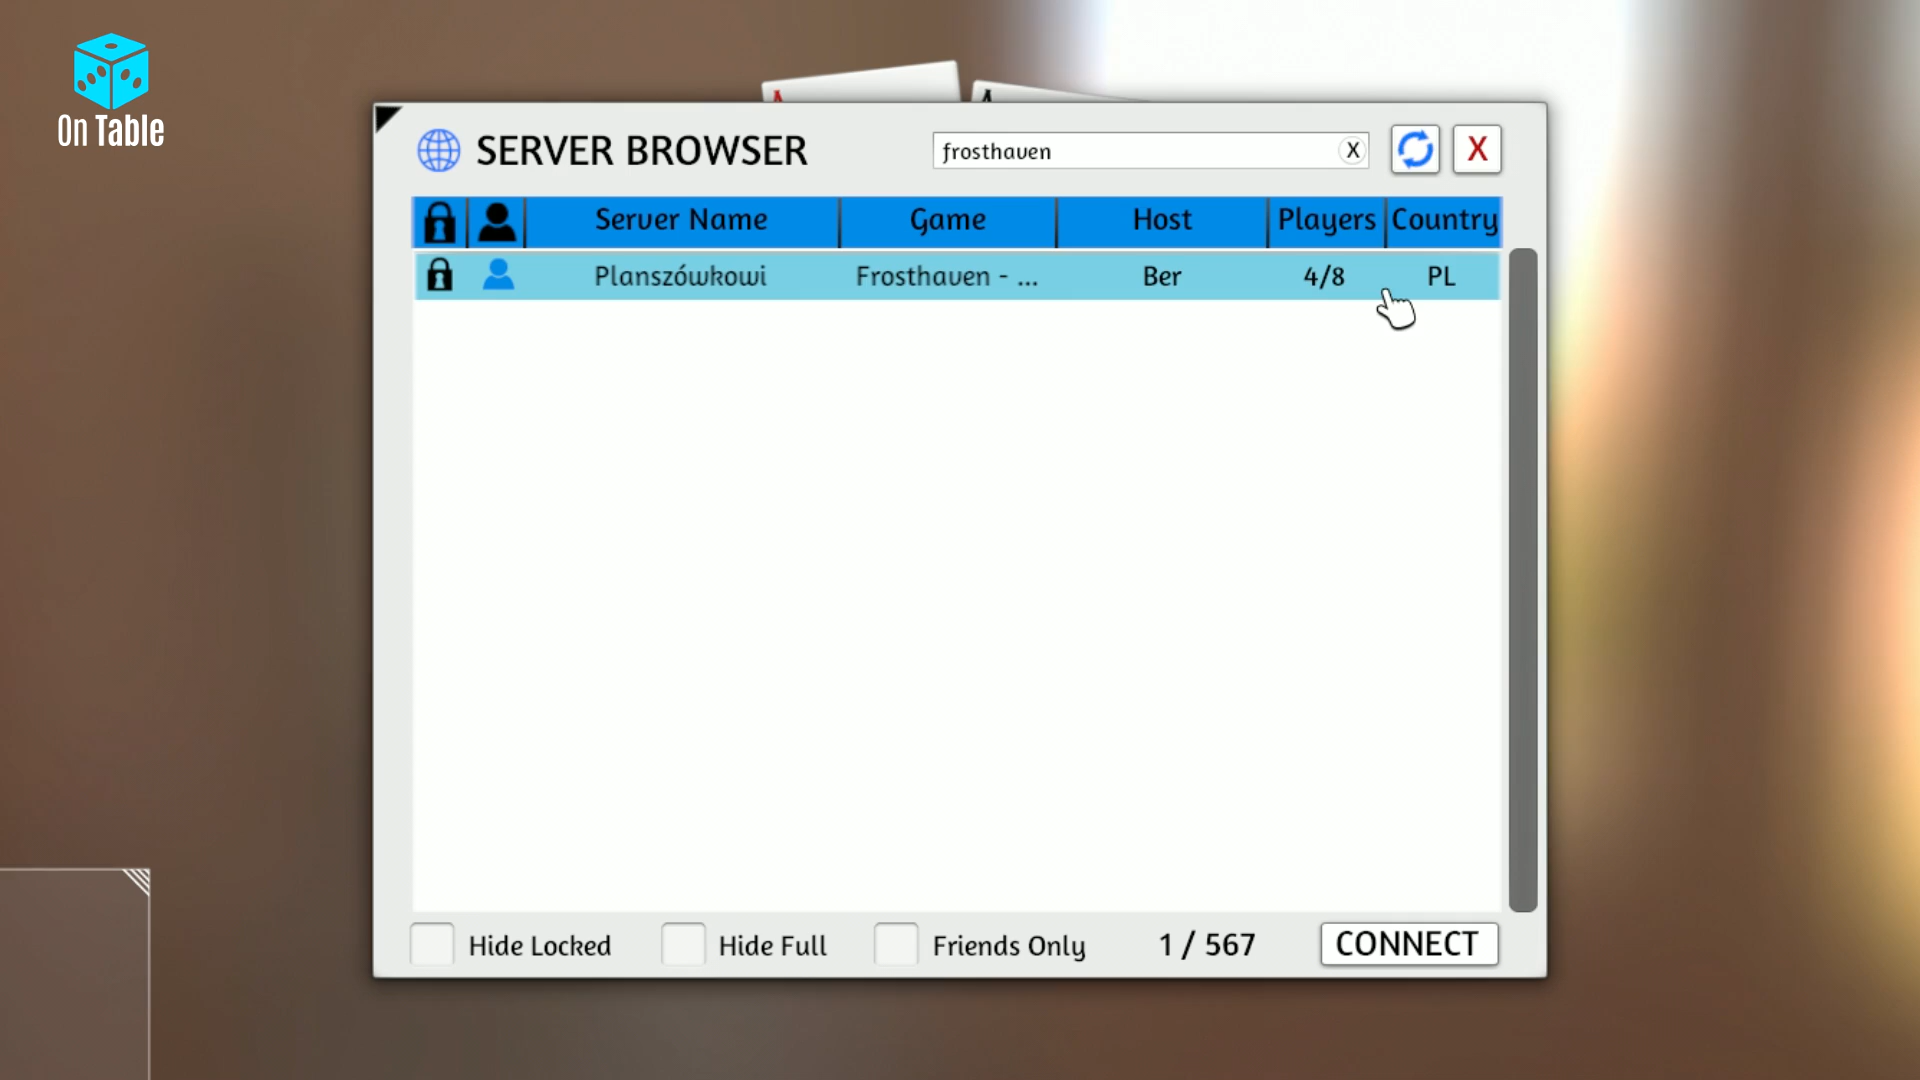 On Table
SERVER BROWSER
frosthaven
X
X
Server Name Game Host Players Country
Planszówkowi Frosthaven - ... Ber 4/8 PL
Hide Locked Hide Full Friends Only 1 / 567 CONNECT